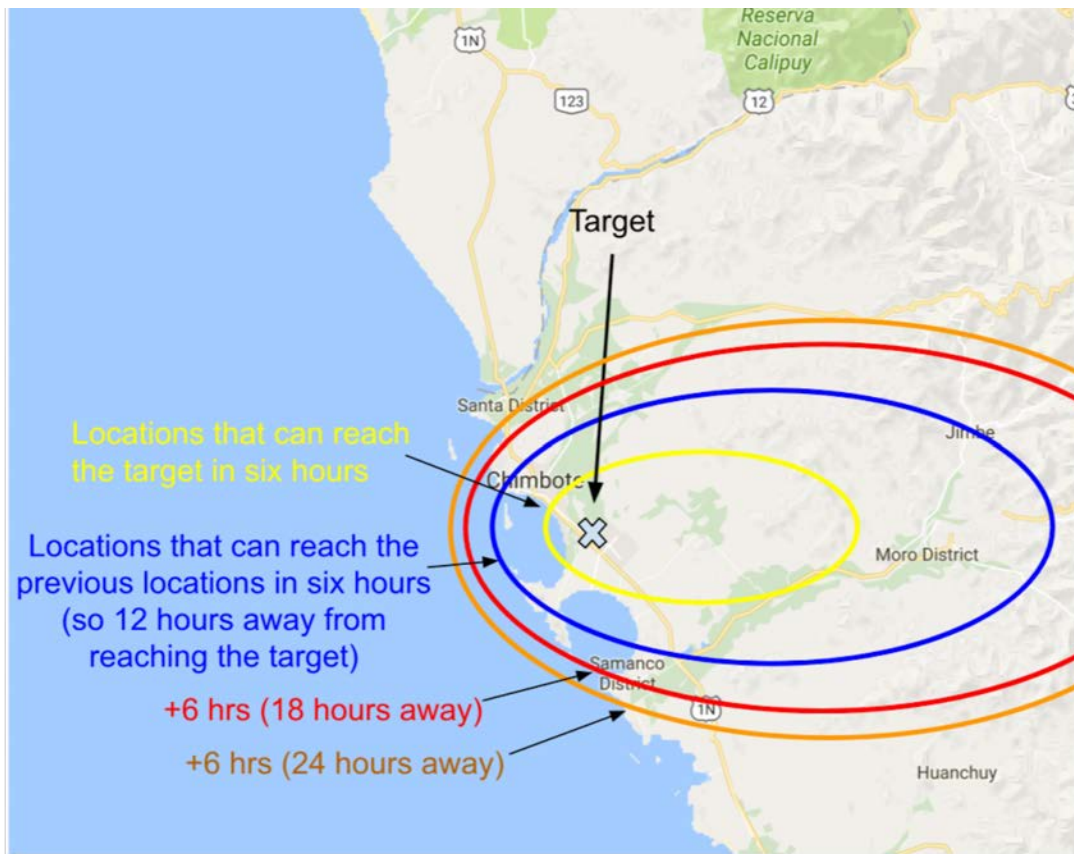 Reserva
Nacional
Calipuy
1N
123
12
3
Target
Santa District
Locations that can reach
the target in six hours
Chimbote
Jimbe
Locations that can reach the
previous locations in six hours
(so 12 hours away from
reaching the target)
Moro District
Samanco
District
+6 hrs (18 hours away)
1N
+6 hrs (24 hours away)
Huanchuy